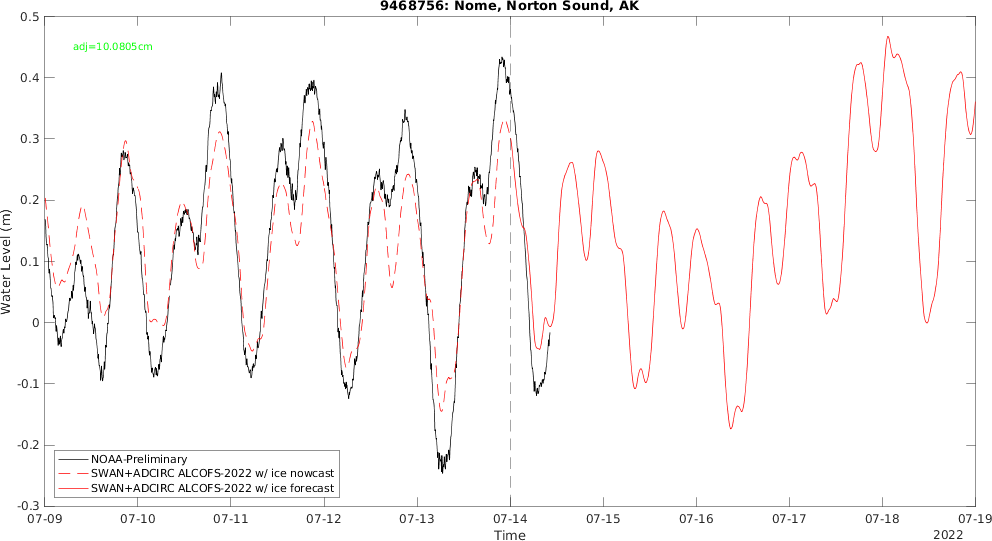 9468756: Nome, Norton Sound, AK
adj=10.0805cm
Water Level (m)
0.5
0.4
0.3
0.2
0.1
0
-0.1
-0.2
-0.3
NOAA-Preliminary
SWAN+ADCIRC ALCOFS-2022 w/ ice nowcast
SWAN+ADCIRC ALCOFS-2022 w/ ice forecast
07-09 07-10 07-11 07-12 07-13 07-14 07-15 07-16 07-17 07-18 07-19
Time
2022